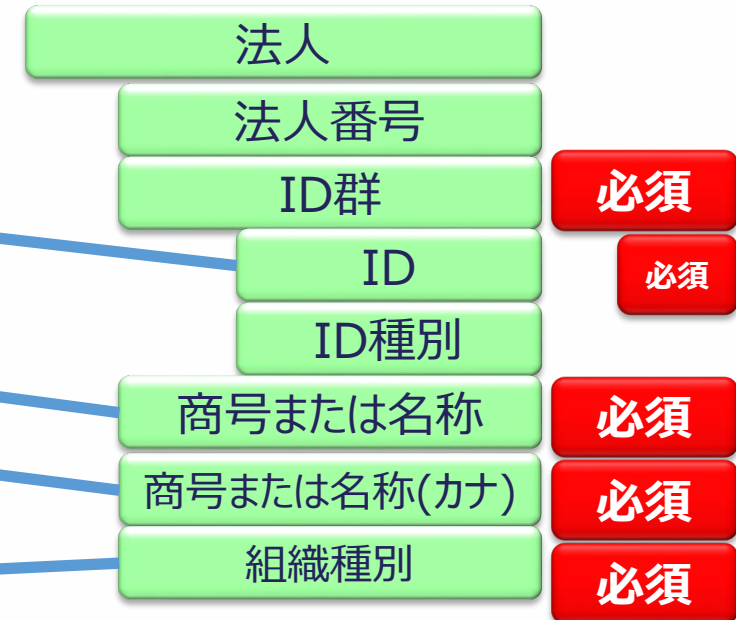 法人
法人番号
ID群 必須
ID 必須
ID種別
商号または名称 必須
商号または名称(カナ) 必須
組織種別 必須